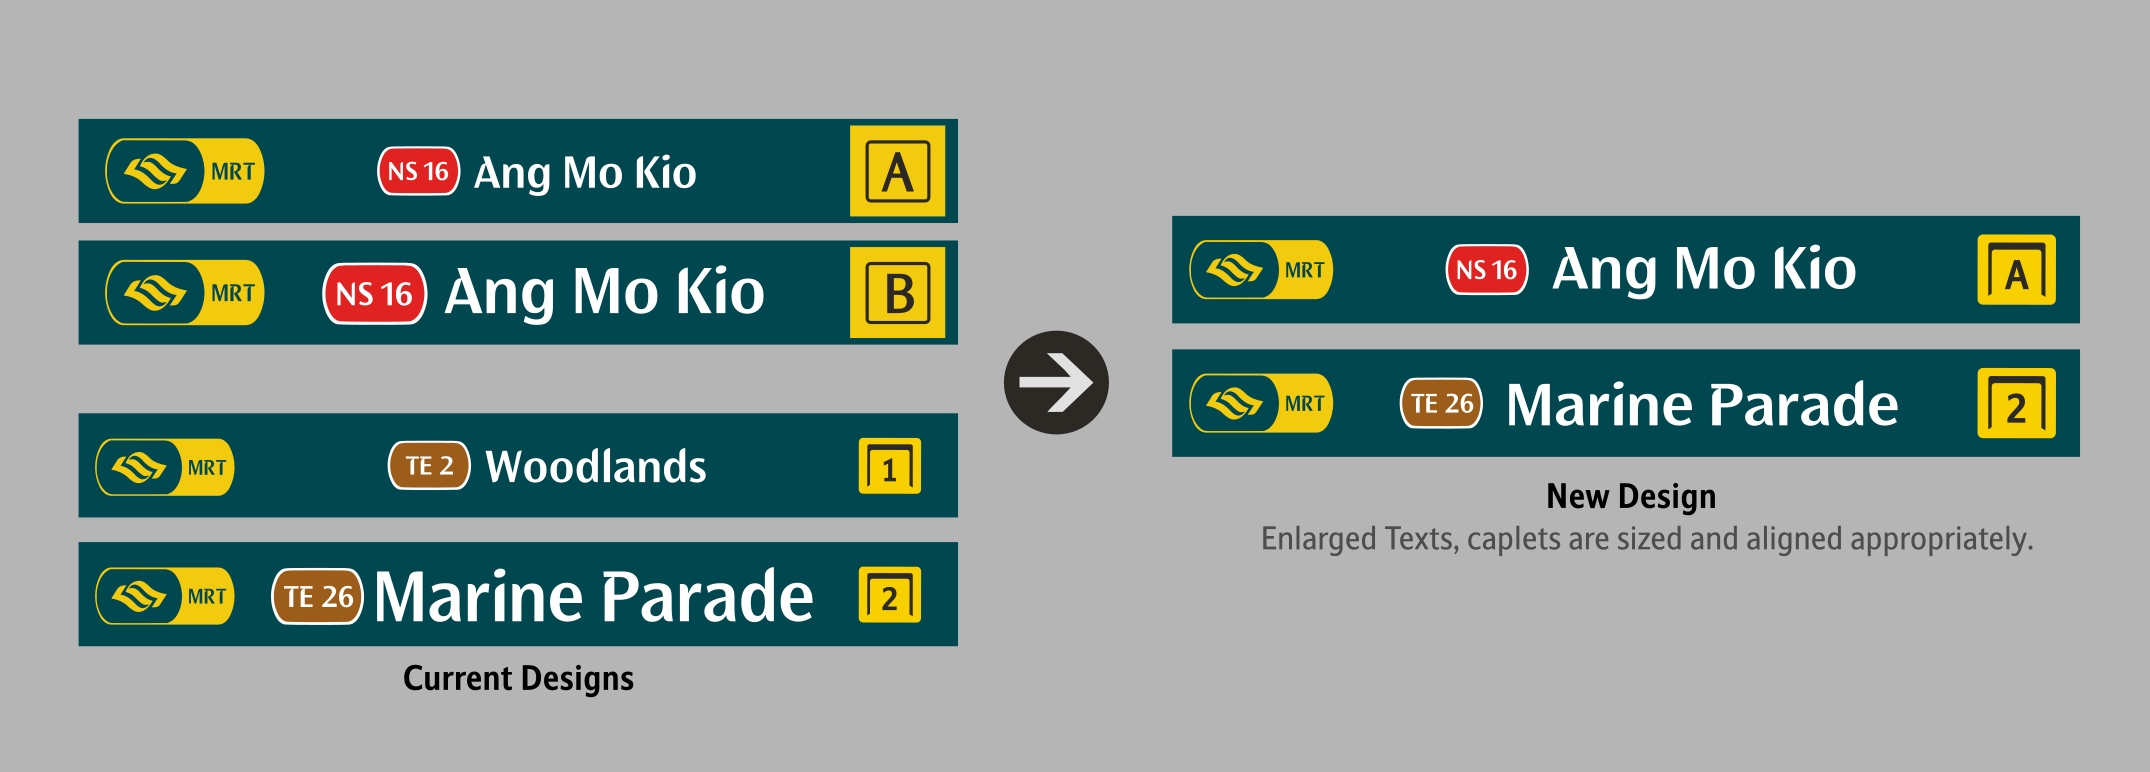 MRT NS 16 Ang Mo Kio A
MRT NS 16 Ang Mo Kio B
MRT TE 2 Woodlands 1
MRT TE 26 Marine Parade 2
Current Designs
MRT NS 16 Ang Mo Kio A
MRT TE 26 Marine Parade 2
New Design
Enlarged Texts, caplets are sized and aligned appropriately.